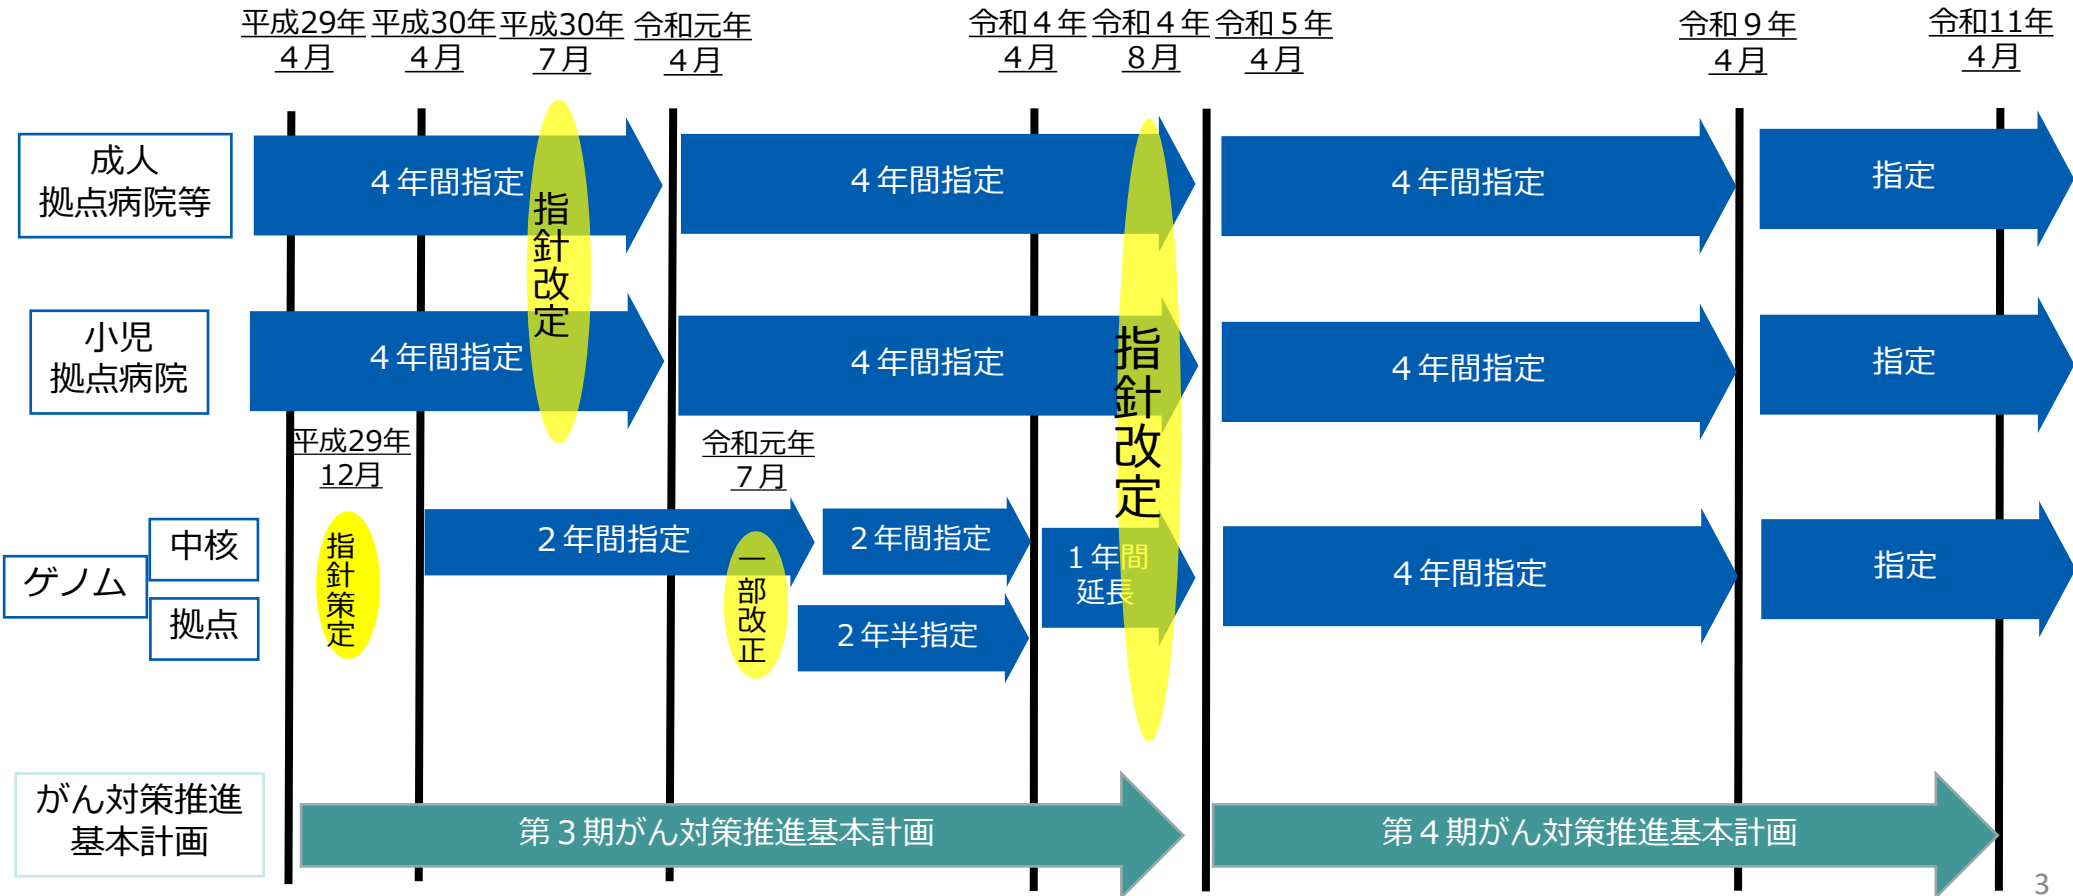 平成29年
４月
平成30年
４月
平成30年
７月
令和元年
４月
令和４年
４月
令和４年
８月
令和５年
４月
令和９年
４月
令和11年
４月
成人
拠点病院等
４年間指定
４年間指定
４年間指定
指定
指針改定
小児
拠点病院
４年間指定
４年間指定
４年間指定
指定
指針改定
平成29年
12月
令和元年
７月
ゲノム
中核
拠点
指針策定
２年間指定
一部改正
２年間指定
２年半指定
１年間
延長
４年間指定
指定
がん対策推進
基本計画
第３期がん対策推進基本計画
第４期がん対策推進基本計画
3